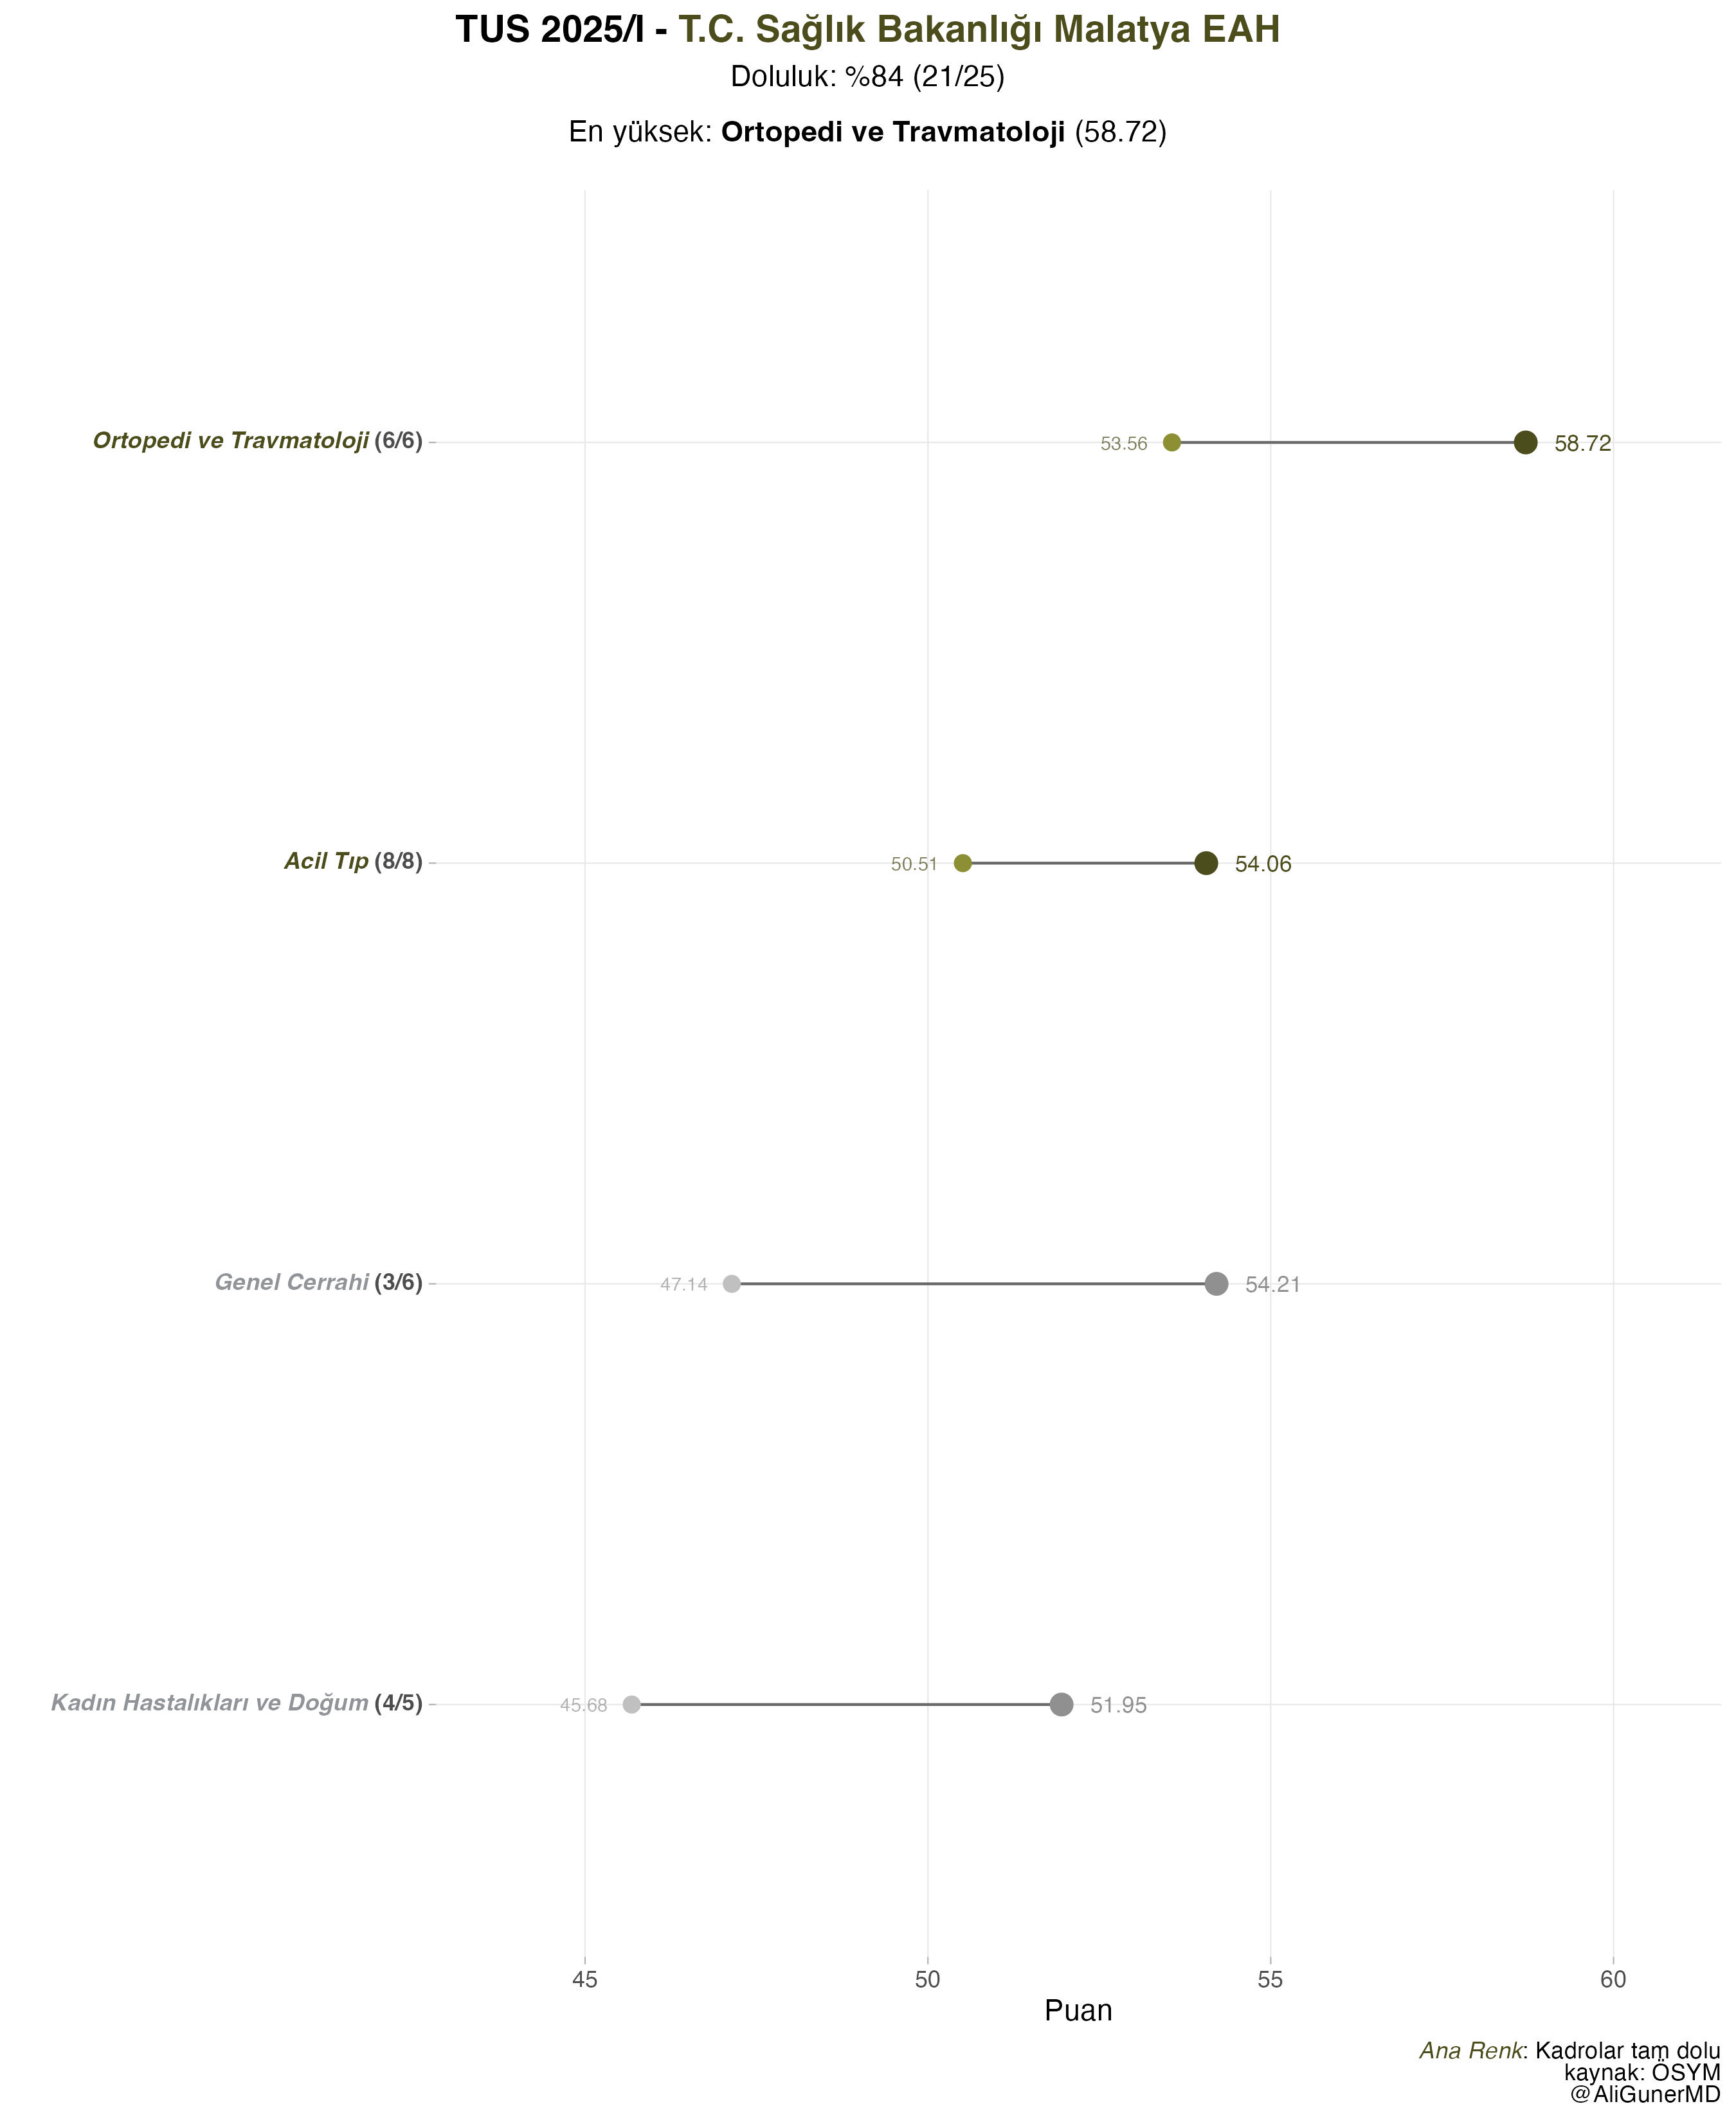 TUS 2025/I - T.C. Sağlık Bakanlığı Malatya EAH
Doluluk: %84 (21/25)
En yüksek: Ortopedi ve Travmatoloji (58.72)
Ortopedi ve Travmatoloji (6/6) 53.56 58.72
Acil Tıp (8/8) 50.51 54.06
Genel Cerrahi (3/6) 47.14 54.21
Kadın Hastalıkları ve Doğum (4/5) 45.68 51.95
45 50 55 60
Puan
Ana Renk: Kadrolar tam dolu
kaynak: ÖSYM
@AliGunerMD